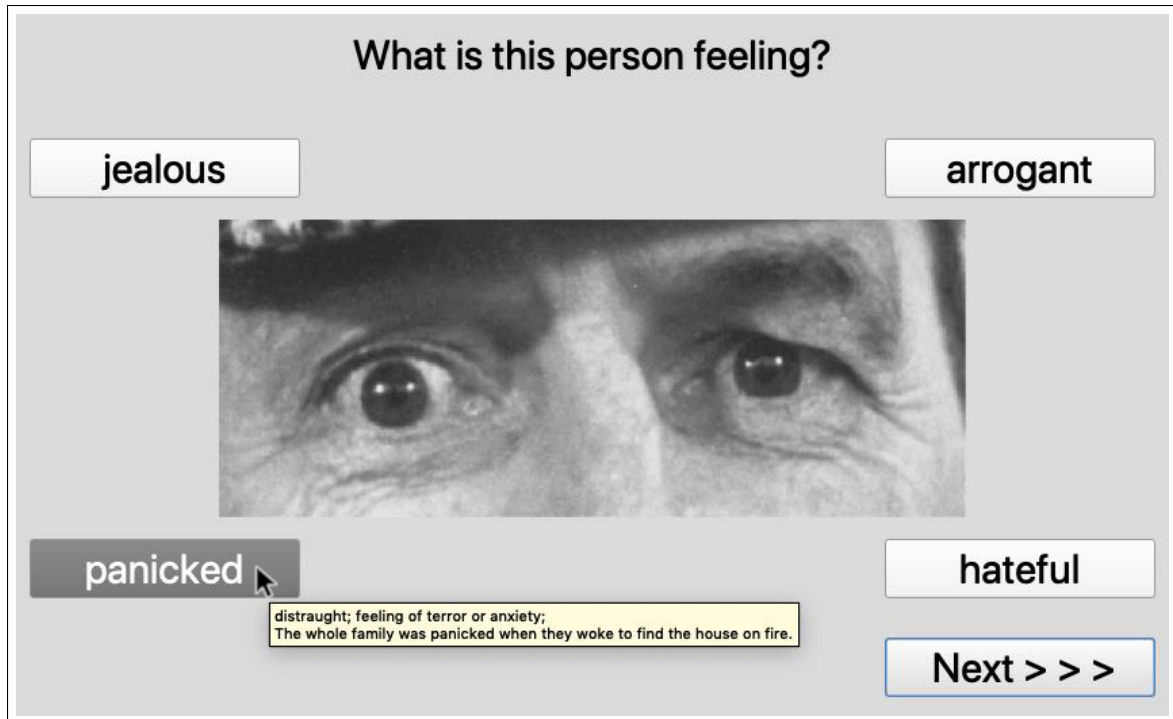 What is this person feeling?
jealous
arrogant
panicked
hateful
distraught; feeling of terror or anxiety;
The whole family was panicked when they woke to find the house on fire.
Next > > >